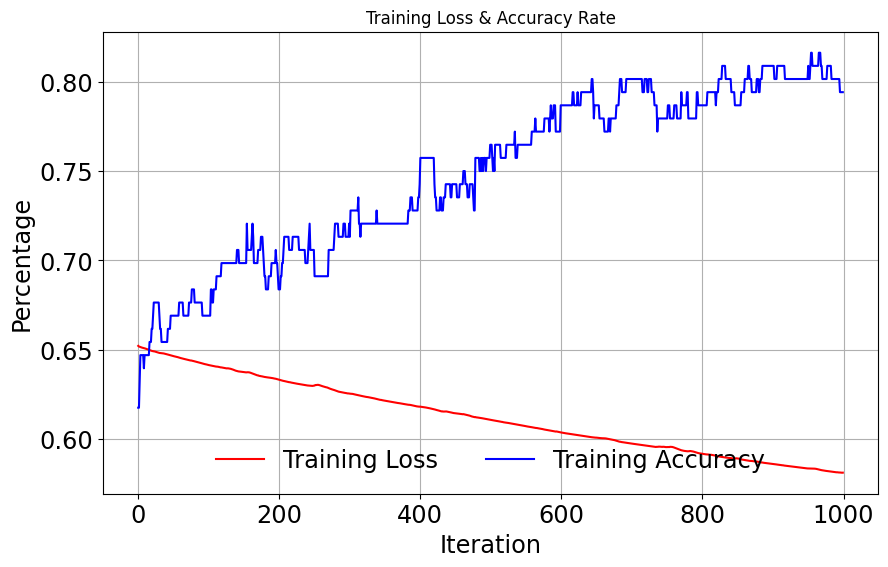 Training Loss & Accuracy Rate
Percentage
0.80
0.75
0.70
0.65
0.60
Training Loss
Training Accuracy
0 200 400 600 800 1000
Iteration